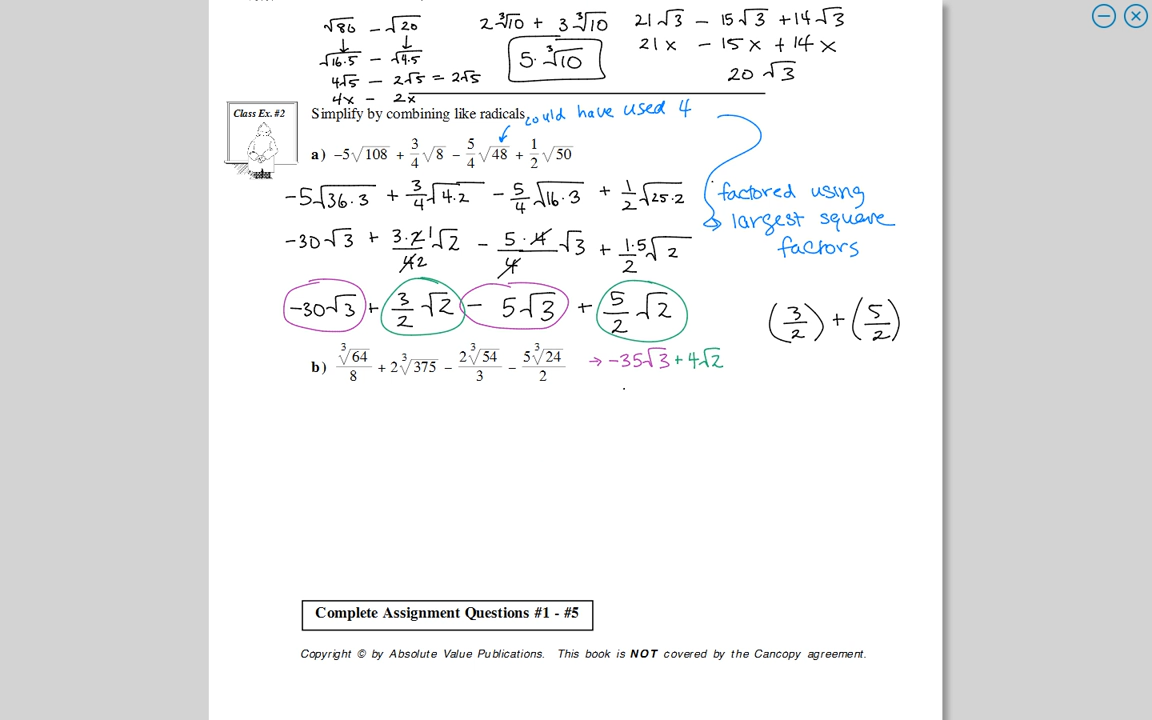 √80 − √20
↓ ↓
√16·5 − √4·5
4√5 − 2√5 = 2√5
4x − 2x
2∛10 + 3∛10
5·∛10
21√3 − 15√3 + 14√3
21x − 15x + 14x
20√3
Class Ex. #2
Simplify by combining like radicals.
could have used 4
a) −5√108 + 3/4 √8 − 5/4 √48 + 1/2 √50
−5√36·3 + 3/4 √4·2 − 5/4 √16·3 + 1/2 √25·2
factored using
largest square
factors
−30√3 + 3·2 1/42 √2 − 5·4/4 √3 + 1·5/2 √2
−30√3 + 3/2 √2 − 5√3 + 5/2 √2
(3/2) + (5/2)
b) ∛64/8 + 2∛375 − 2∛54/3 − 5∛24/2
→ −35√3 + 4√2
Complete Assignment Questions #1 - #5
Copyright © by Absolute Value Publications. This book is NOT covered by the Cancopy agreement.